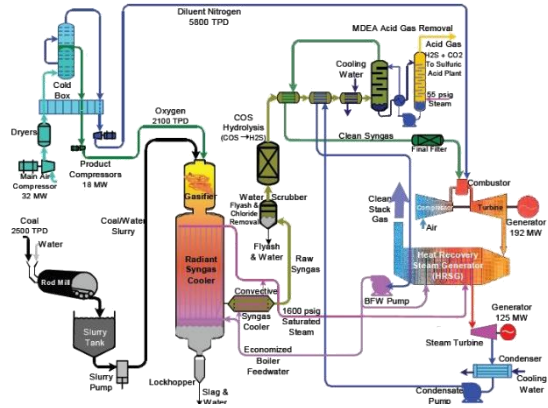 Diluent Nitrogen
5800 TPD
MDEA Acid Gas Removal
Acid Gas
H2S + CO2
To Sulfuric
Acid Plant
55 psig
Steam
Cooling
Water
Cold
Box
Oxygen
2100 TPD
COS
Hydrolysis
(COS →H2S)
Clean Syngas
Final Filter
Dryers
Main Air
Compressor
32 MW
Product
Compressors
18 MW
Gasifier
Water Scrubber
Flyash &
Chloride
Removal
Flyash
& Water
Combustor
Compressor
Turbine
Air
Generator
192 MW
Clean
Stack
Gas
Coal
2500 TPD
Water
Coal/Water
Slurry
Rod Mill
Radiant
Syngas
Cooler
Raw
Syngas
Heat Recovery
Steam Generator
(HRSG)
Convective
Syngas
Cooler
1600 psig
Saturated
Steam
BFW Pump
Generator
125 MW
Steam Turbine
Slurry
Tank
Slurry
Pump
Economized
Boiler
Feedwater
Condenser
Cooling
Water
Condensate
Pump
Lockhopper
Slag &
Water